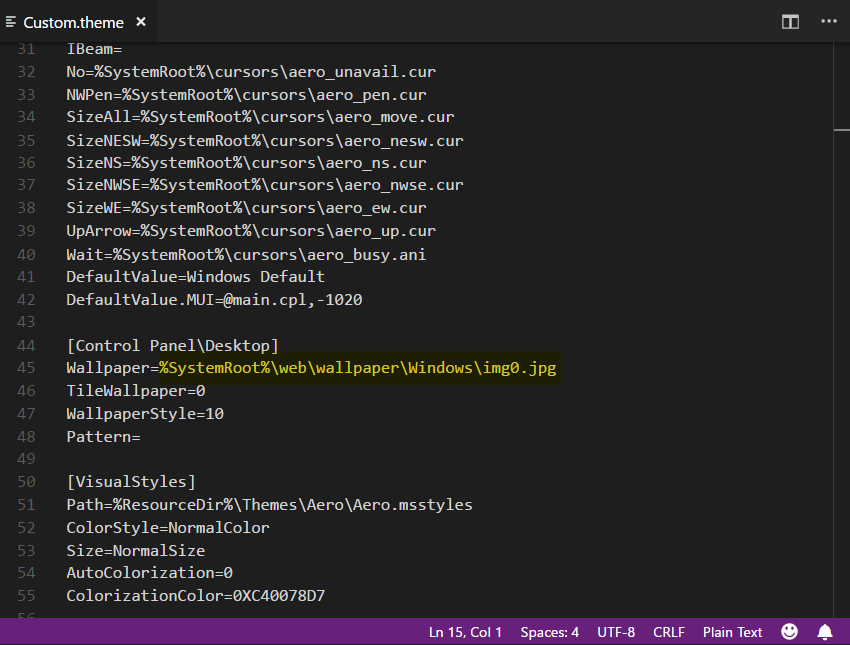 Custom.theme
31 IBeam=
32 No=%SystemRoot%\cursors\aero_unavail.cur
33 NWPen=%SystemRoot%\cursors\aero_pen.cur
34 SizeAll=%SystemRoot%\cursors\aero_move.cur
35 SizeNESW=%SystemRoot%\cursors\aero_nesw.cur
36 SizeNS=%SystemRoot%\cursors\aero_ns.cur
37 SizeNWSE=%SystemRoot%\cursors\aero_nwse.cur
38 SizeWE=%SystemRoot%\cursors\aero_ew.cur
39 UpArrow=%SystemRoot%\cursors\aero_up.cur
40 Wait=%SystemRoot%\cursors\aero_busy.ani
41 DefaultValue=Windows Default
42 DefaultValue.MUI=@main.cpl,-1020
43
44 [Control Panel\Desktop]
45 Wallpaper=%SystemRoot%\web\wallpaper\Windows\img0.jpg
46 TileWallpaper=0
47 WallpaperStyle=10
48 Pattern=
49
50 [VisualStyles]
51 Path=%ResourceDir%\Themes\Aero\Aero.msstyles
52 ColorStyle=NormalColor
53 Size=NormalSize
54 AutoColorization=0
55 ColorizationColor=0XC40078D7
56
Ln 15, Col 1 Spaces: 4 UTF-8 CRLF Plain Text